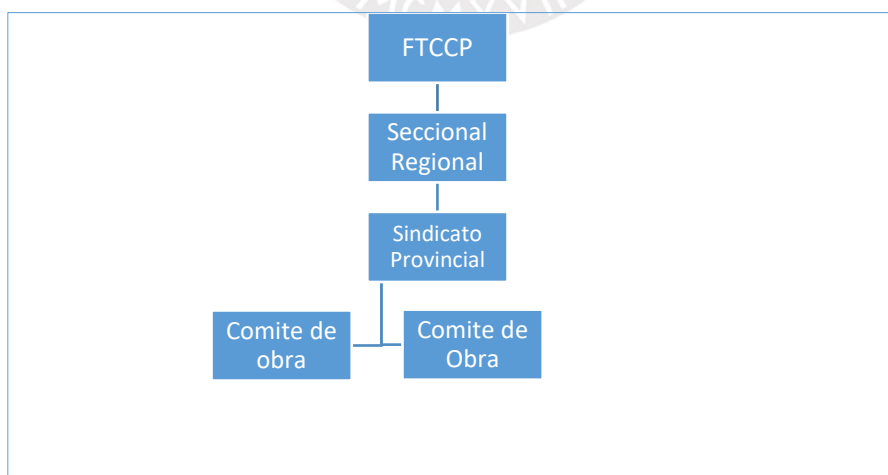 FTCCP
Seccional
Regional
Sindicato
Provincial
Comite de
obra
Comite de
Obra